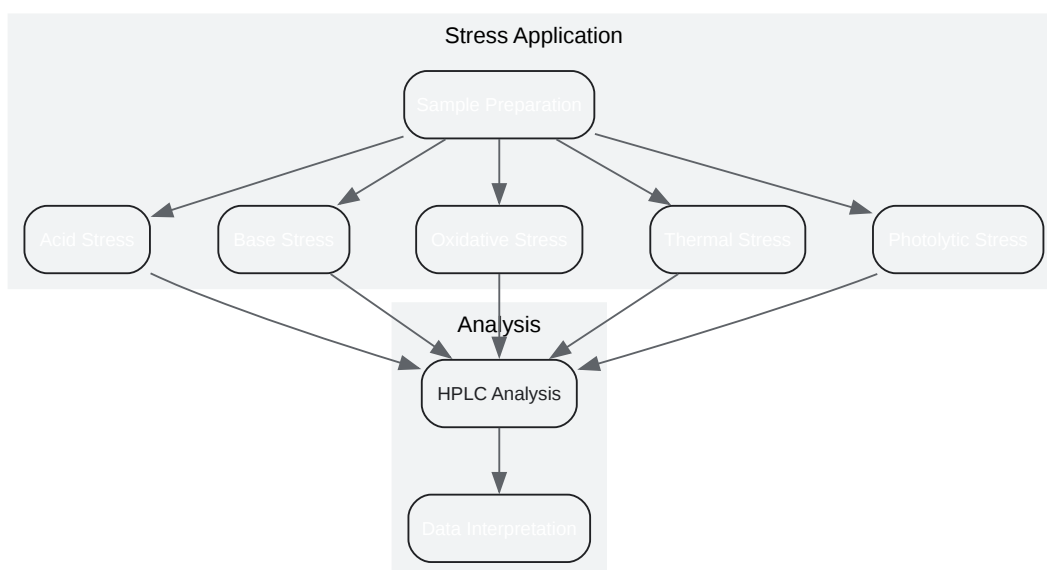 Stress Application
Sample Preparation
Acid Stress
Base Stress
Oxidative Stress
Thermal Stress
Photolytic Stress
Analysis
HPLC Analysis
Data Interpretation